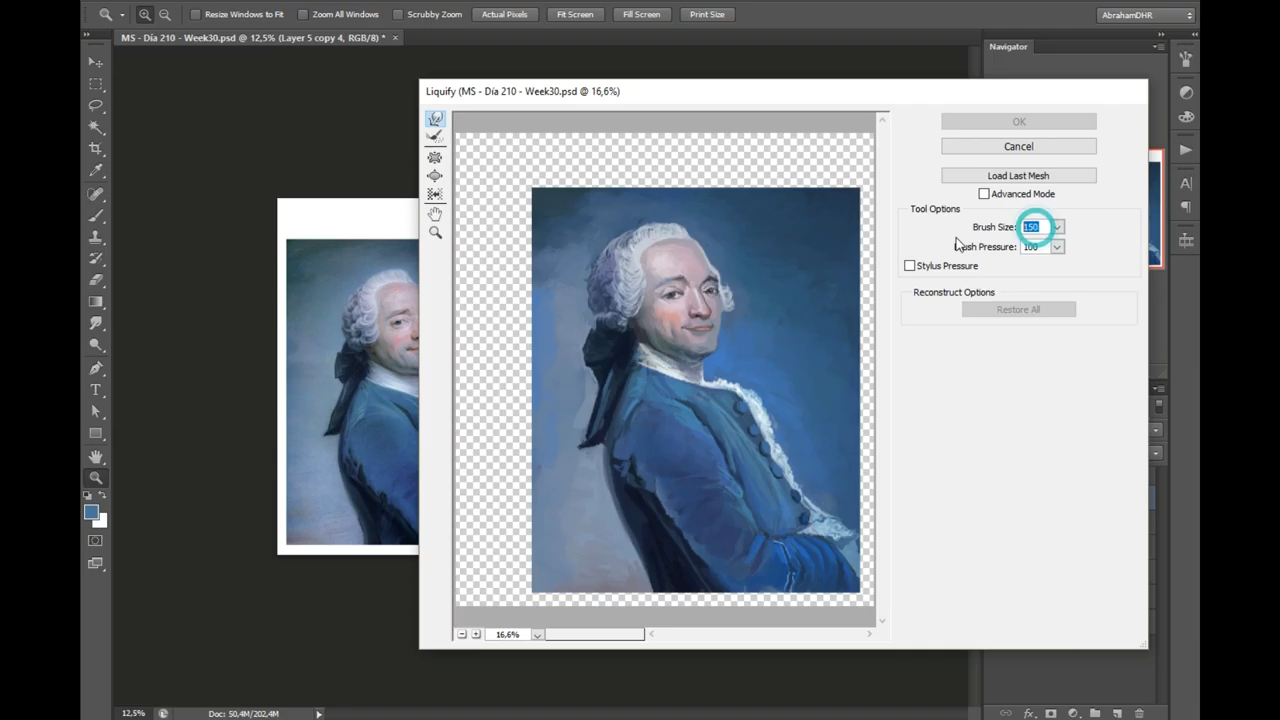 Resize Windows to Fit
Zoom All Windows
Scrubby Zoom
Actual Pixels
Fit Screen
Fill Screen
Print Size
AbrahamDHR
MS - Día 210 - Week30.psd @ 12,5% (Layer 5 copy 4, RGB/8) *
Navigator
Liquify (MS - Día 210 - Week30.psd @ 16,6%)
OK
Cancel
Load Last Mesh
Advanced Mode
Tool Options
Brush Size: 150
Pressure: 100
Stylus Pressure
Reconstruct Options
Restore All
16,6%
12,5%
Doc: 50,4M/202,4M